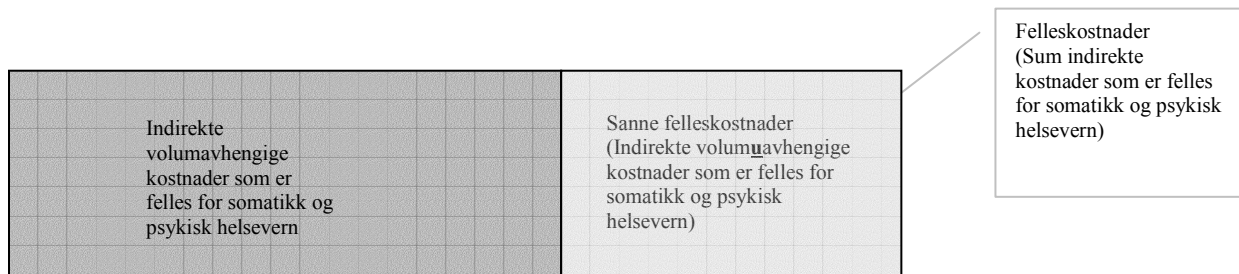 Indirekte
volumavhengige
kostnader som er
felles for somatikk og
psykisk helsevern
Sanne felleskostnader
(Indirekte volumuavhengige
kostnader som er felles for
somatikk og psykisk
helsevern)
Felleskostnader
(Sum indirekte
kostnader som er felles
for somatikk og psykisk
helsevern)